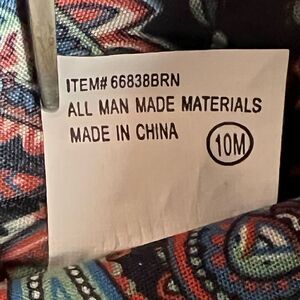 ITEM# 66838BRN
ALL MAN MADE MATERIALS
MADE IN CHINA
10M